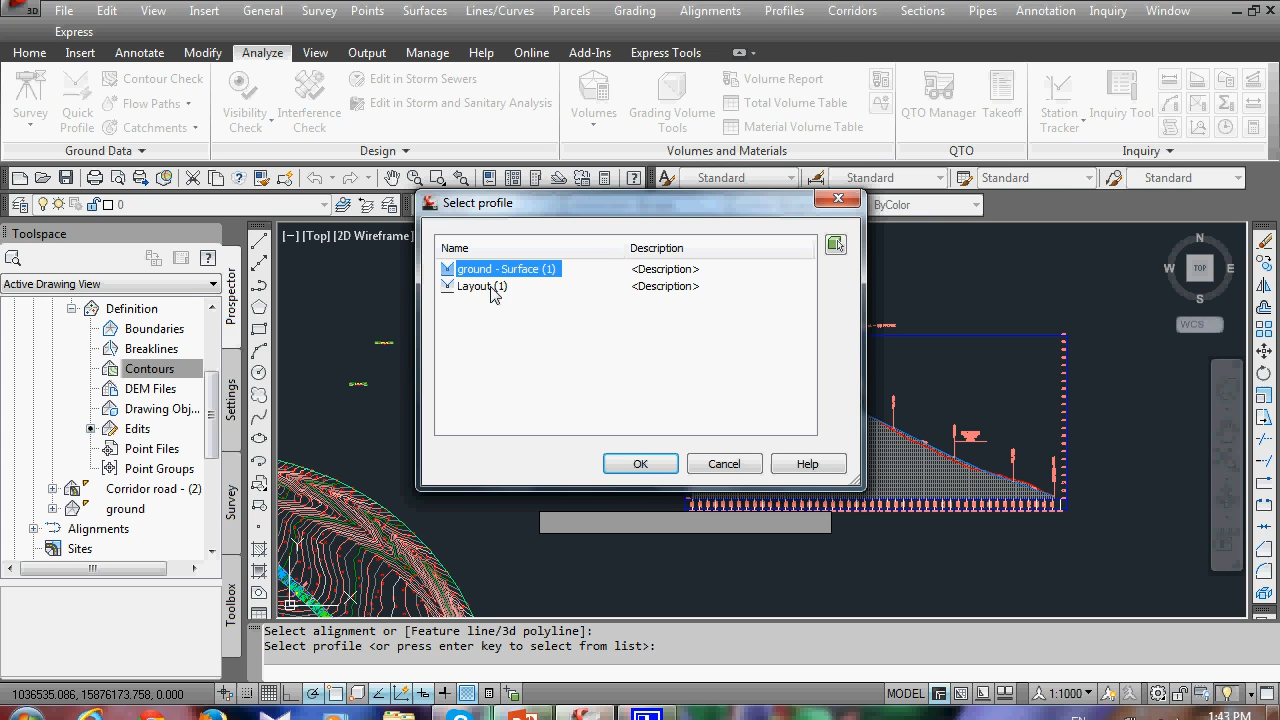 3D File Edit View Insert General Survey Points Surfaces Lines/Curves Parcels Grading Alignments Profiles Corridors Sections Pipes Annotation Inquiry Window
Express
Home Insert Annotate Modify Analyze View Output Manage Help Online Add-Ins Express Tools
Survey
Quick Profile
Contour Check
Flow Paths
Catchments
Ground Data
Visibility Check
Interference Check
Edit in Storm Sewers
Edit in Storm and Sanitary Analysis
Design
Volumes
Grading Volume Tools
Volume Report
Total Volume Table
Material Volume Table
Volumes and Materials
QTO Manager
Takeoff
QTO
Station Tracker
Inquiry Tool
Inquiry
Standard Standard Standard Standard
0
ByColor
Toolspace
Active Drawing View
Definition
Boundaries
Breaklines
Contours
DEM Files
Drawing Obj...
Edits
Point Files
Point Groups
Corridor road - (2)
ground
Alignments
Sites
Prospector
Settings
Survey
Toolbox
[−] [Top] [2D Wireframe]
Select profile
Name Description
ground - Surface (1) <Description>
Layout (1) <Description>
OK Cancel Help
N
W TOP E
S
WCS
Y
X
Select alignment or [Feature line/3d polyline]:
Select profile <or press enter key to select from list>:
1036535.086, 15876173.758, 0.000
MODEL
1:1000
EN
1:43 PM